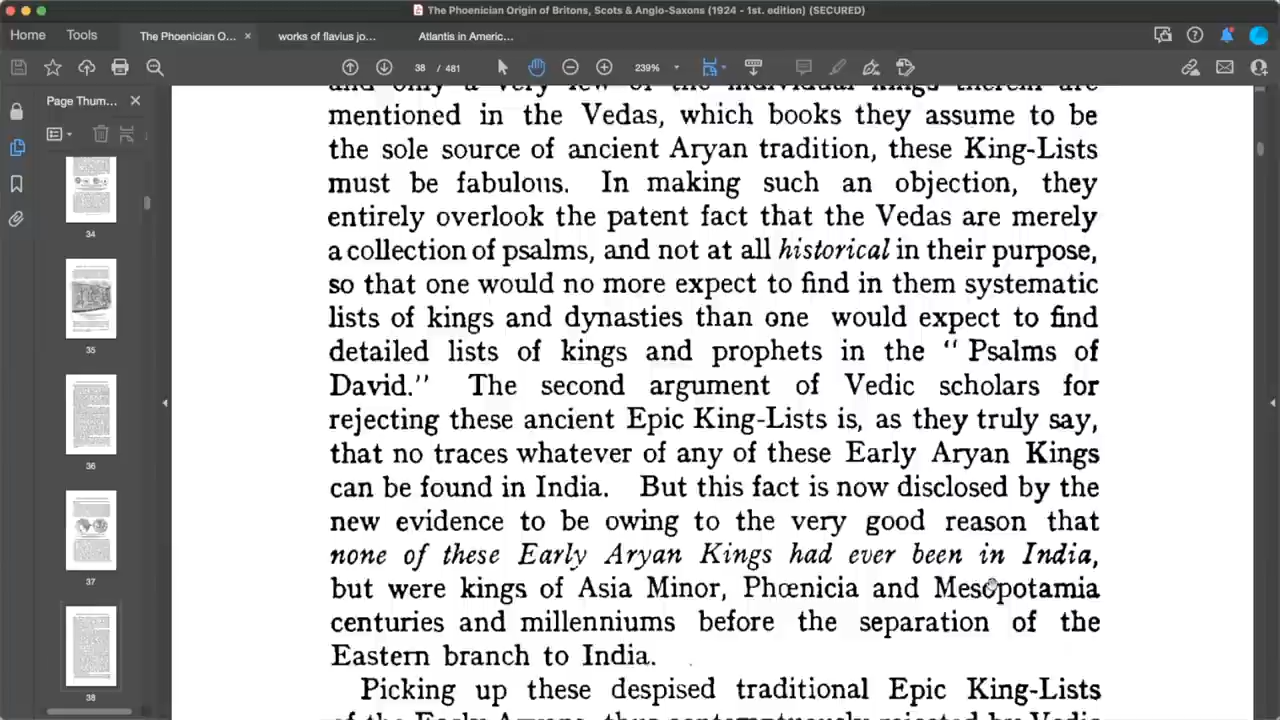 The Phoenician Origin of Britons, Scots & Anglo-Saxons (1924 - 1st. edition) (SECURED)
Home Tools The Phoenician O... × works of flavius jo... Atlantis in Americ...
38 / 481 239%
Page Thum... ×
and only a very few of the individual kings therein are
mentioned in the Vedas, which books they assume to be
the sole source of ancient Aryan tradition, these King-Lists
must be fabulous. In making such an objection, they
entirely overlook the patent fact that the Vedas are merely
a collection of psalms, and not at all historical in their purpose,
so that one would no more expect to find in them systematic
lists of kings and dynasties than one would expect to find
detailed lists of kings and prophets in the “ Psalms of
David.” The second argument of Vedic scholars for
rejecting these ancient Epic King-Lists is, as they truly say,
that no traces whatever of any of these Early Aryan Kings
can be found in India. But this fact is now disclosed by the
new evidence to be owing to the very good reason that
none of these Early Aryan Kings had ever been in India,
but were kings of Asia Minor, Phœnicia and Mesopotamia
centuries and millenniums before the separation of the
Eastern branch to India.
Picking up these despised traditional Epic King-Lists
of the Early Aryans, thus contemptuously rejected by Vedic
34
35
36
37
38